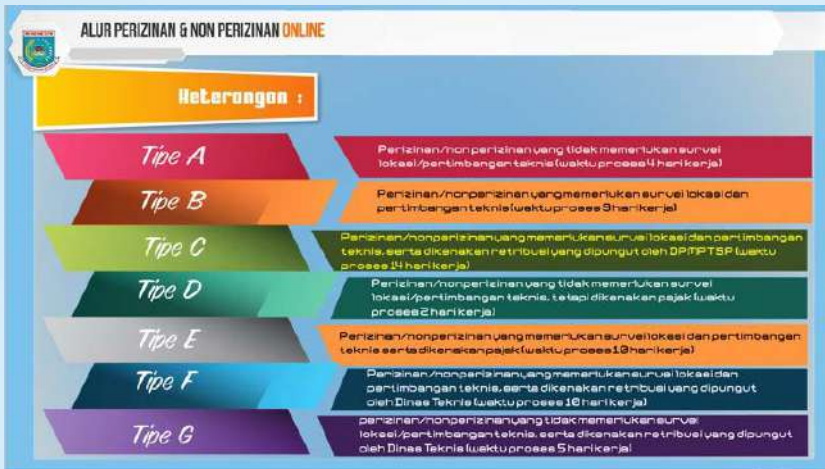 ALUR PERIZINAN & NON PERIZINAN ONLINE
Keterangan :
Tipe A
Perizinan/nonperizinan yang tidak memerlukan survei
lokasi/pertimbangan teknis (waktu proses 4 hari kerja)
Tipe B
Perizinan/nonperizinan yang memerlukan survei lokasi dan
pertimbangan teknis (waktu proses 9 hari kerja)
Tipe C
Perizinan/nonperizinan yang memerlukan survei lokasi dan pertimbangan
teknis, serta dikenakan retribusi yang dipungut oleh DPMPTSP (waktu
proses 14 hari kerja)
Tipe D
Perizinan/nonperizinan yang tidak memerlukan survei
lokasi/pertimbangan teknis, tetapi dikenakan pajak (waktu
proses 2 hari kerja)
Tipe E
Perizinan/nonperizinan yang memerlukan survei lokasi dan pertimbangan
teknis serta dikenakan pajak (waktu proses 10 hari kerja)
Tipe F
Perizinan/nonperizinan yang memerlukan survei lokasi dan
pertimbangan teknis, serta dikenakan retribusi yang dipungut
oleh Dinas Teknis (waktu proses 10 hari kerja)
Tipe G
perizinan/nonperizinan yang tidak memerlukan survei
lokasi/pertimbangan teknis, serta dikenakan retribusi yang dipungut
oleh Dinas Teknis (waktu proses 5 hari kerja)